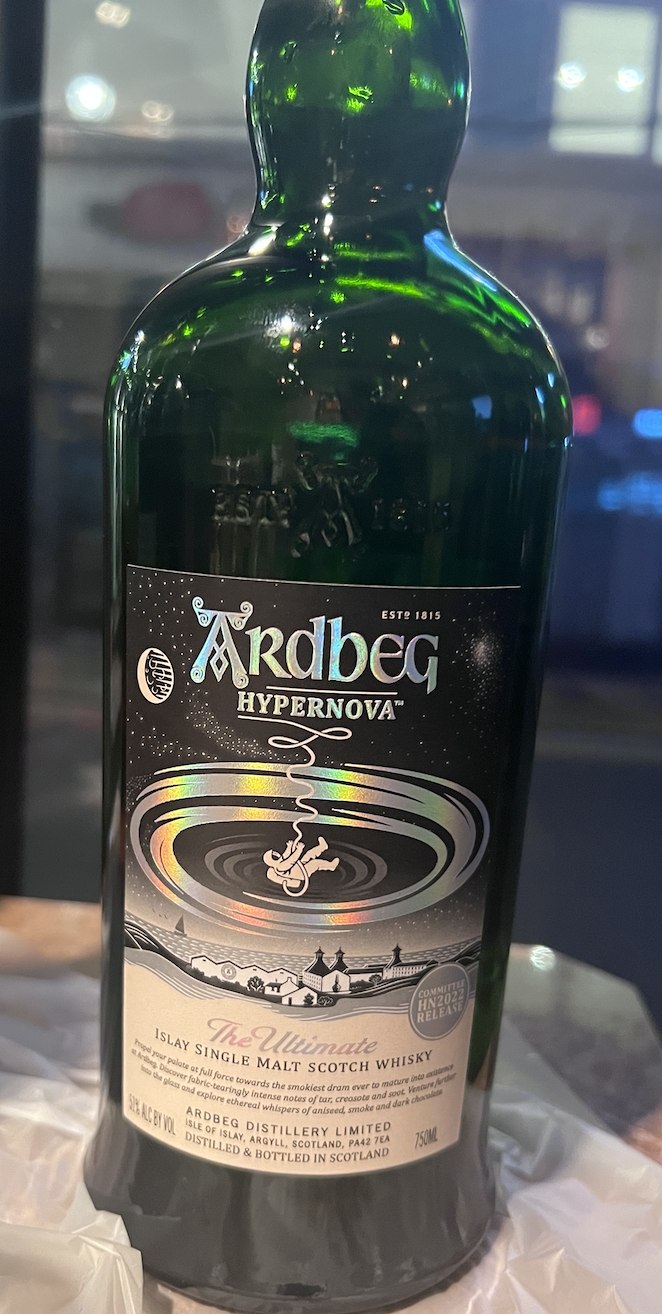 ESTD 1815
ARDBEG
HYPERNOVA™
COMMITTEE
HN2022
RELEASE
The Ultimate
ISLAY SINGLE MALT SCOTCH WHISKY
Propel your palate at full force towards the smokiest dram ever to mature into existence
at Ardbeg. Discover fabric-tearingly intense notes of tar, creosote and soot. Venture further
into the glass and explore ethereal whispers of aniseed, smoke and dark chocolate.
51% ALC BY VOL
ARDBEG DISTILLERY LIMITED
ISLE OF ISLAY, ARGYLL, SCOTLAND, PA42 7EA
DISTILLED & BOTTLED IN SCOTLAND
750ML